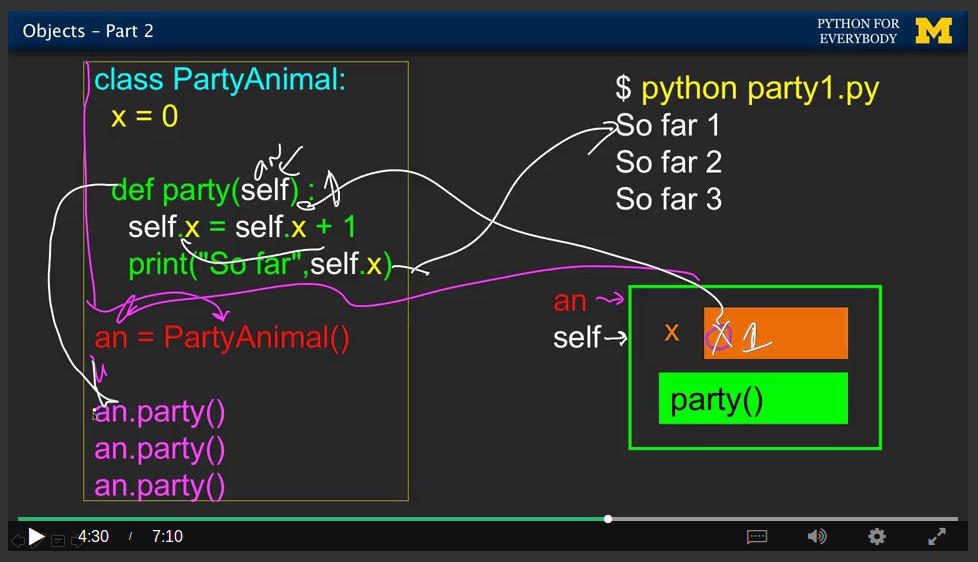 Objects – Part 2
PYTHON FOR
EVERYBODY
M
class PartyAnimal:
x = 0
an
def party(self) :
self.x = self.x + 1
print("So far",self.x)
an = PartyAnimal()
an.party()
an.party()
an.party()
$ python party1.py
So far 1
So far 2
So far 3
an
self
x
1
party()
4:30 / 7:10